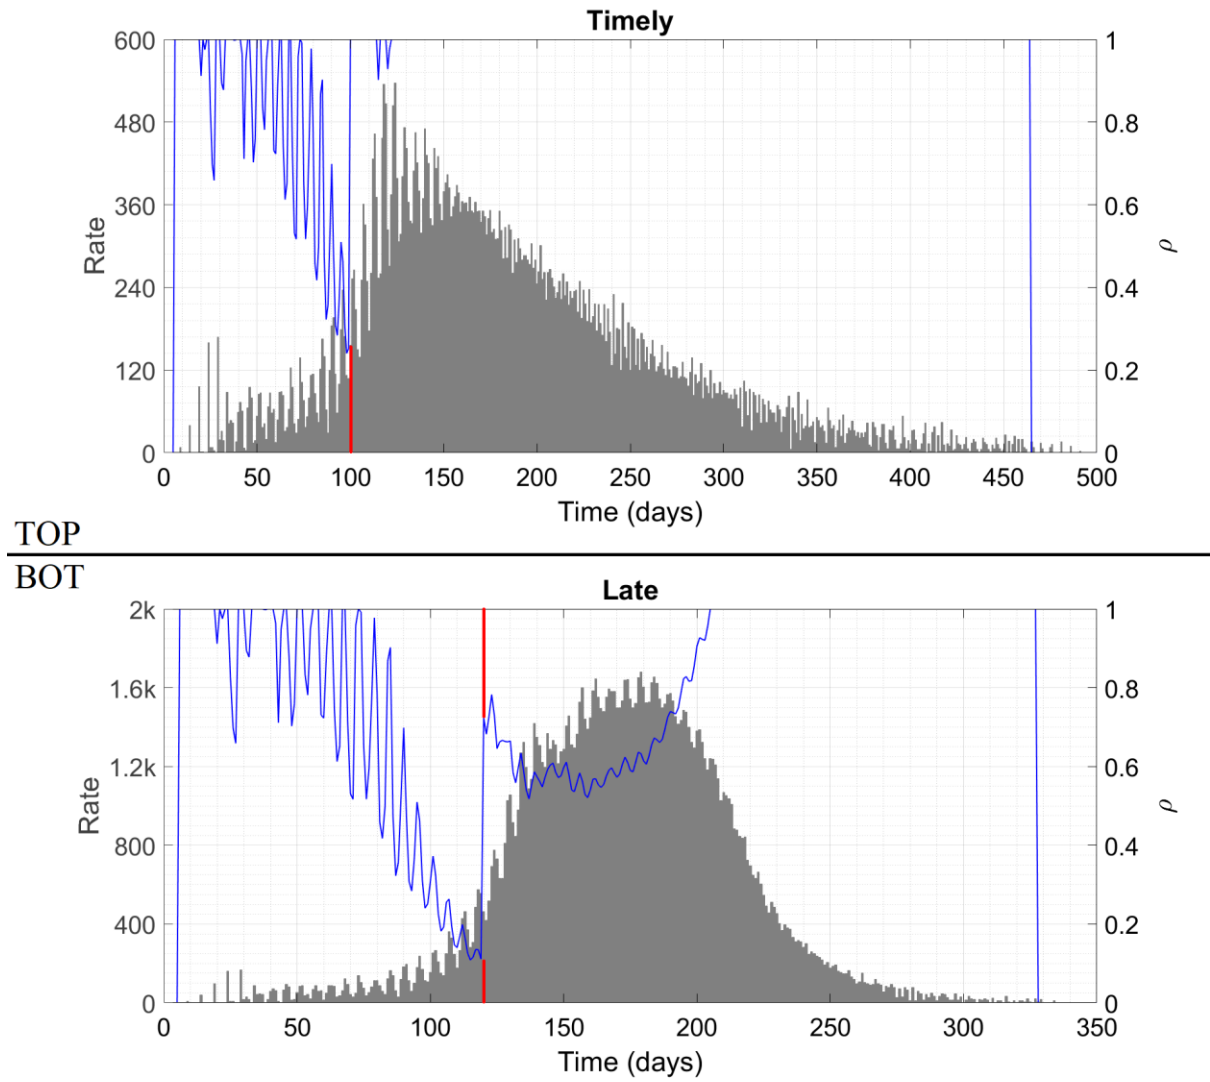 Timely
600 1
480 0.8
360 0.6
240 0.4
120 0.2
0 0
Rate
ρ
0 50 100 150 200 250 300 350 400 450 500
Time (days)
TOP
BOT
Late
2k 1
1.6k 0.8
1.2k 0.6
800 0.4
400 0.2
0 0
Rate
ρ
0 50 100 150 200 250 300 350
Time (days)